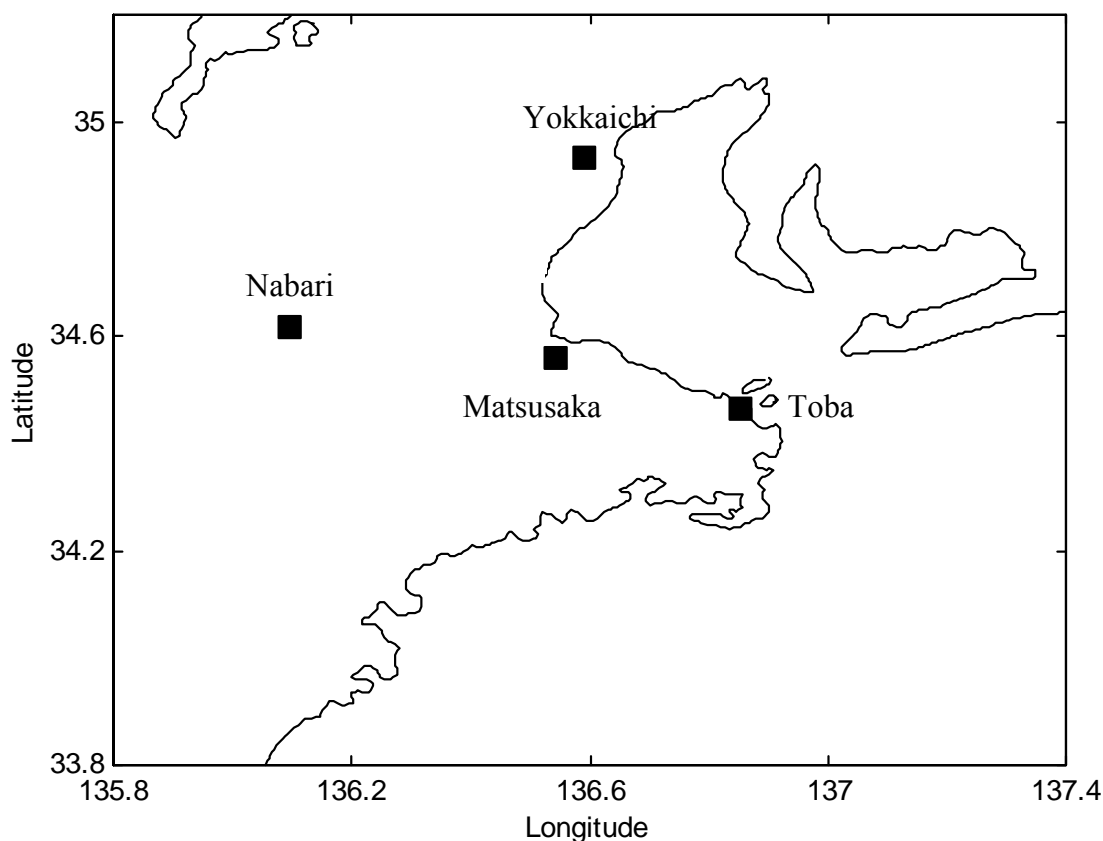 Yokkaichi
35
Nabari
34.6
Matsusaka
Toba
34.2
33.8
135.8
136.2
136.6
137
137.4
Latitude
Longitude